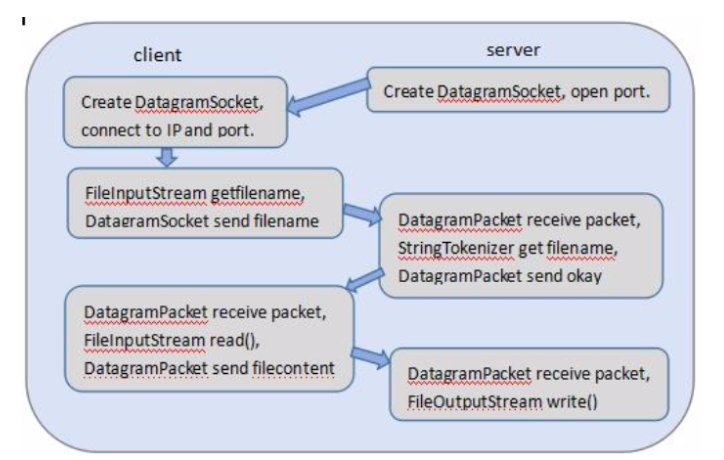 client
server
Create DatagramSocket,
connect to IP and port.
Create DatagramSocket, open port.
FileInputStream getfilename,
DatagramSocket send filename
DatagramPacket receive packet,
StringTokenizer get filename,
DatagramPacket send okay
DatagramPacket receive packet,
FileInputStream read(),
DatagramPacket send filecontent
DatagramPacket receive packet,
FileOutputStream write()